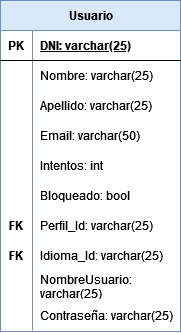 Usuario
PK DNI: varchar(25)
Nombre: varchar(25)
Apellido: varchar(25)
Email: varchar(50)
Intentos: int
Bloqueado: bool
FK Perfil_Id: varchar(25)
FK Idioma_Id: varchar(25)
NombreUsuario:
varchar(25)
Contraseña: varchar(25)